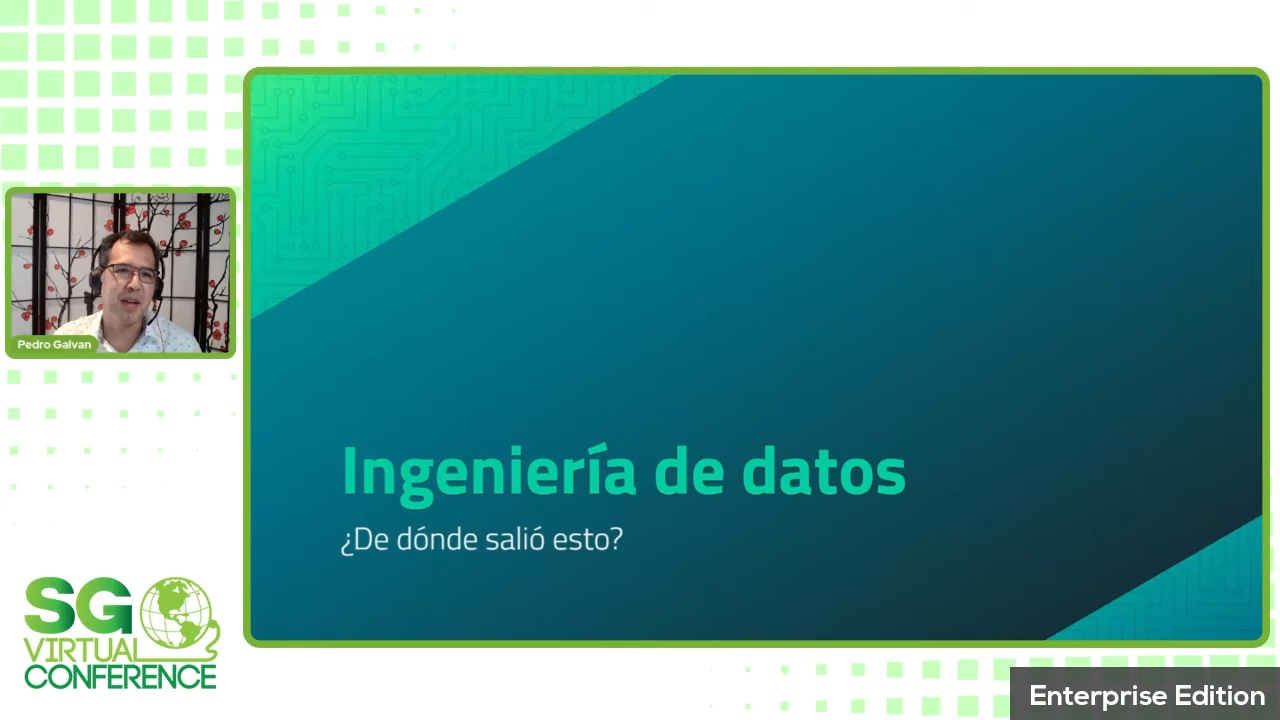 Ingeniería de datos
¿De dónde salió esto?
Pedro Galvan
SG
VIRTUAL
CONFERENCE
Enterprise Edition